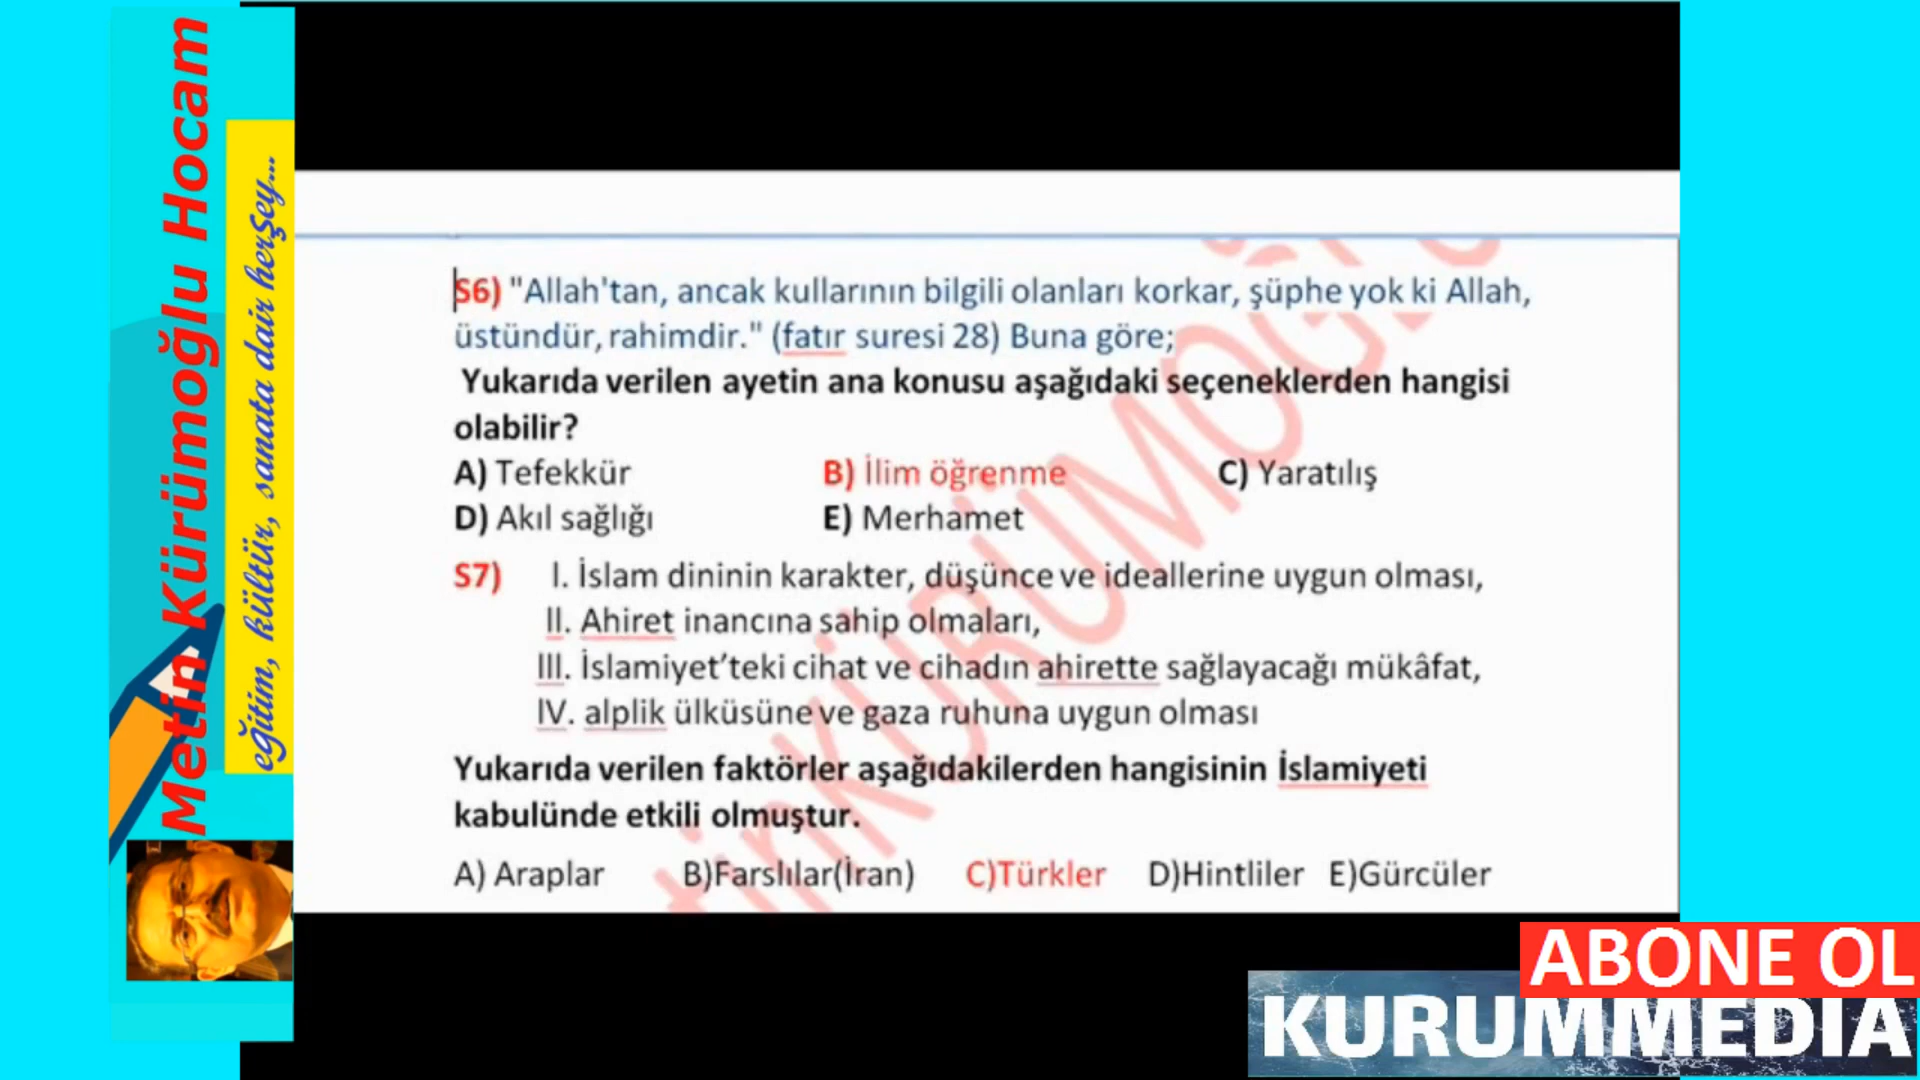 Metin Kürümoğlu Hocam
eğitim, kültür, sanata dair herşey...
S6) "Allah'tan, ancak kullarının bilgili olanları korkar, şüphe yok ki Allah,
üstündür, rahimdir." (fatır suresi 28) Buna göre;
Yukarıda verilen ayetin ana konusu aşağıdaki seçeneklerden hangisi
olabilir?
A) Tefekkür B) İlim öğrenme C) Yaratılış
D) Akıl sağlığı E) Merhamet
S7) I. İslam dininin karakter, düşünce ve ideallerine uygun olması,
II. Ahiret inancına sahip olmaları,
III. İslamiyet’teki cihat ve cihadın ahirette sağlayacağı mükâfat,
IV. alplik ülküsüne ve gaza ruhuna uygun olması
Yukarıda verilen faktörler aşağıdakilerden hangisinin İslamiyeti
kabulünde etkili olmuştur.
A) Araplar B)Farslılar(İran) C)Türkler D)Hintliler E)Gürcüler
tinKÜRÜMOĞLU
ABONE OL
KURUMMEDIA